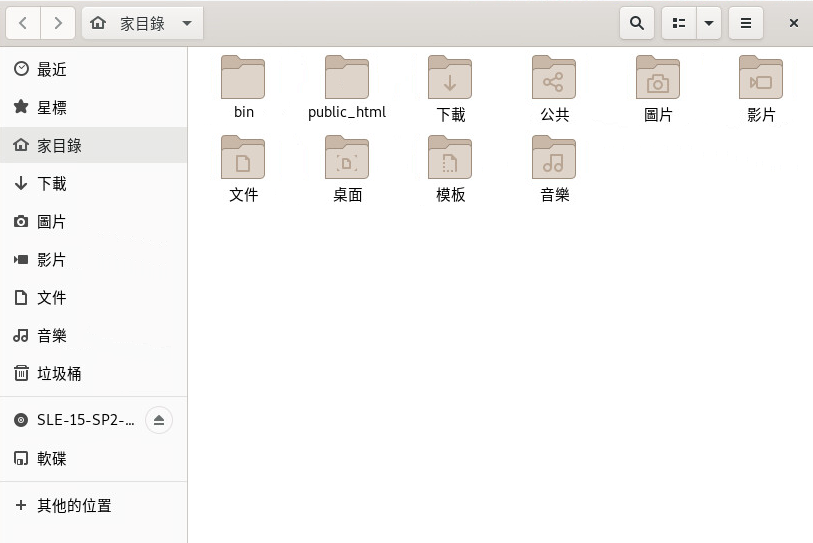 家目錄
最近
星標
家目錄
下載
圖片
影片
文件
音樂
垃圾桶
SLE-15-SP2-...
軟碟
其他的位置
bin
public_html
下載
公共
圖片
影片
文件
桌面
模板
音樂